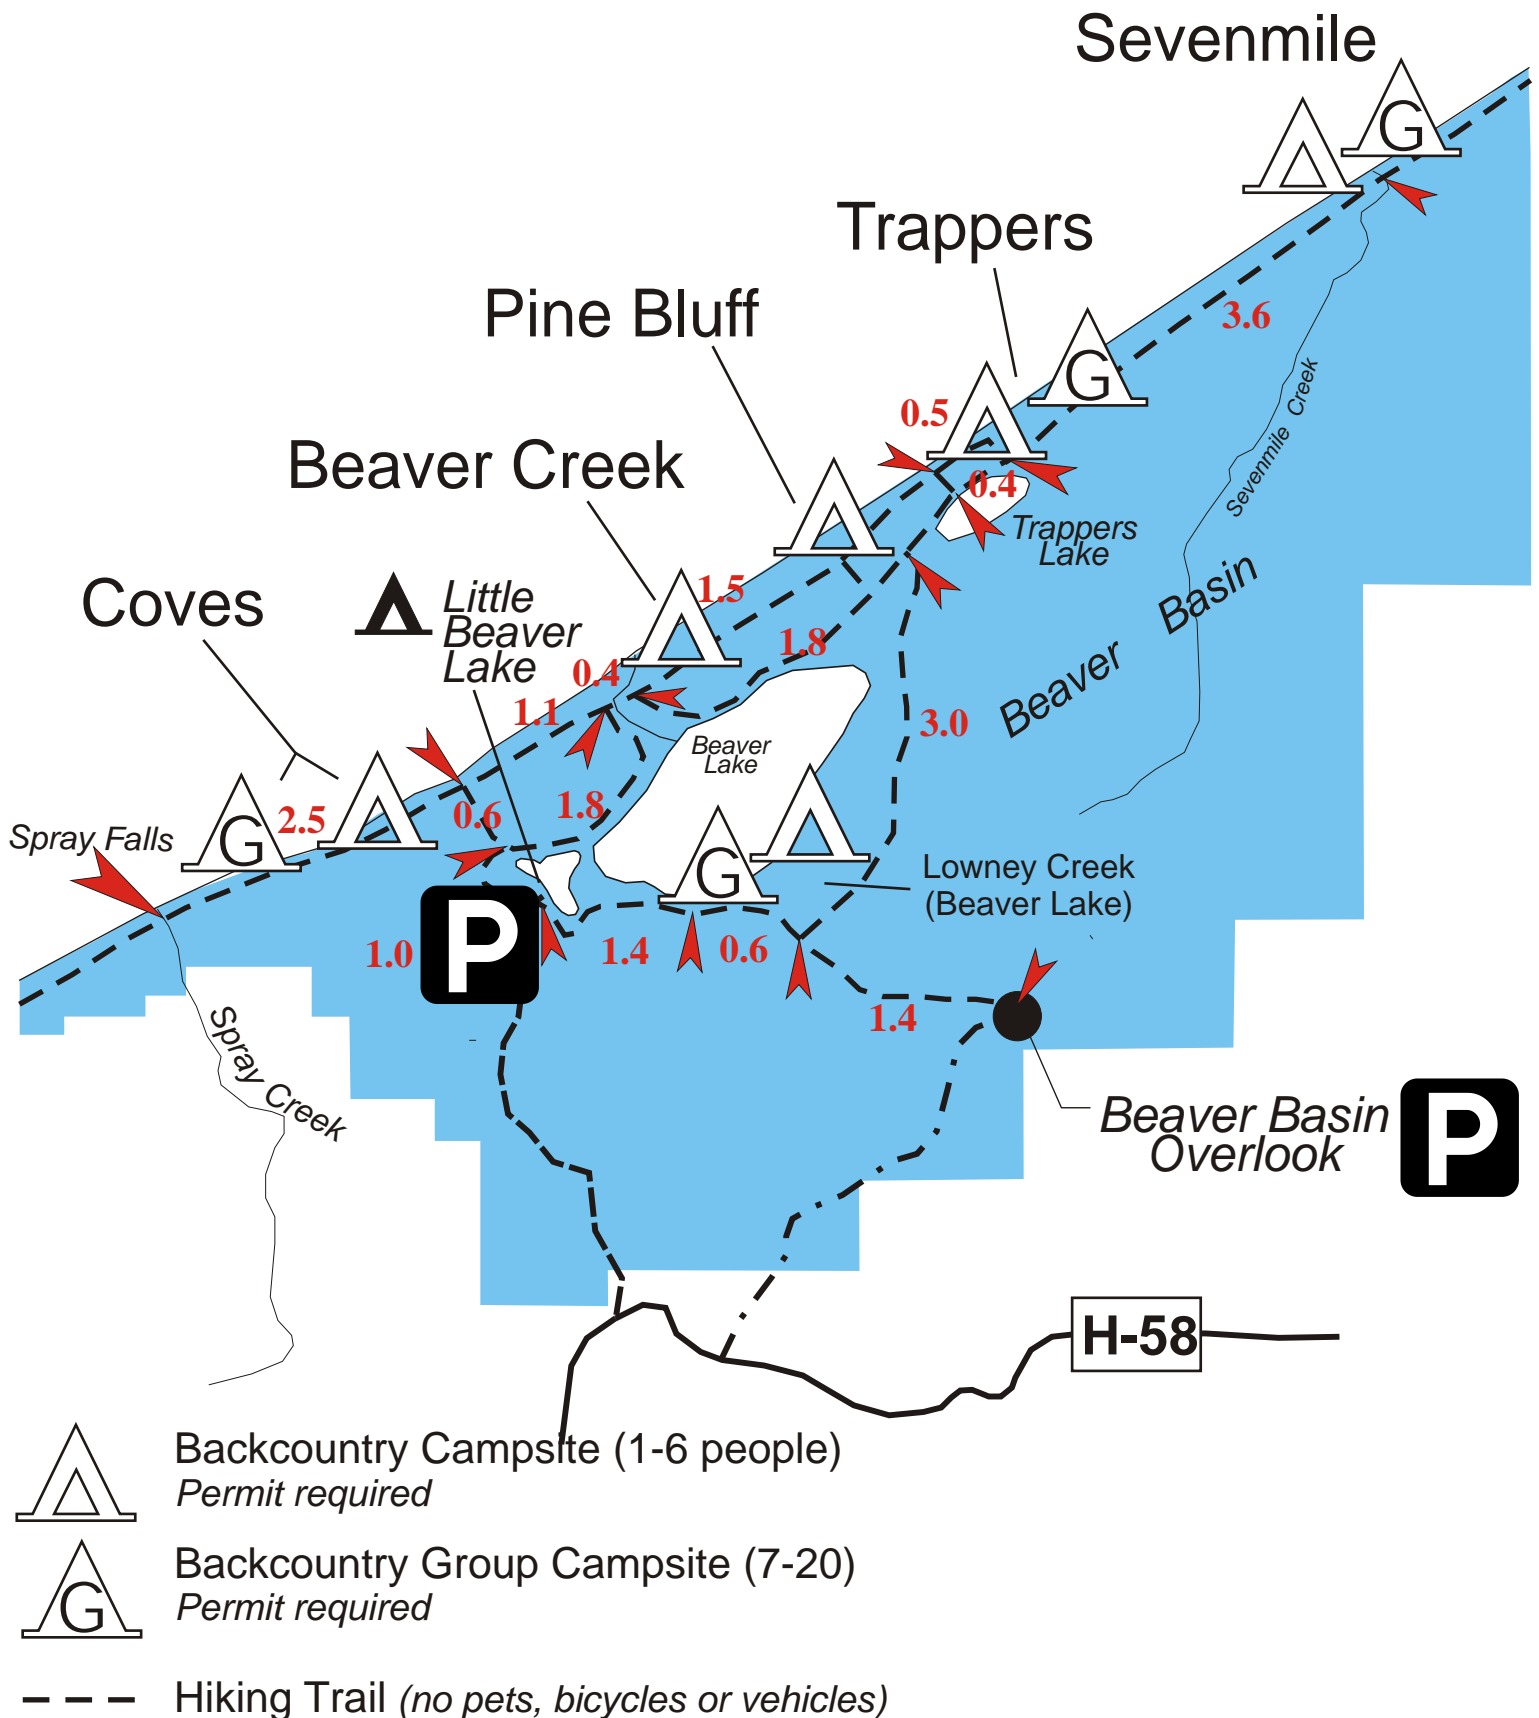 Sevenmile
G
Trappers
3.6
Pine Bluff
G
Sevenmile Creek
0.5
Beaver Creek
0.4
Trappers
Lake
Beaver Basin
Coves
Little
Beaver
Lake
1.5
1.8
0.4
1.1
3.0
Beaver
Lake
2.5
0.6
1.8
Spray Falls
G
G
Lowney Creek
(Beaver Lake)
1.0
P
1.4
0.6
1.4
Spray Creek
Beaver Basin
Overlook
P
H-58
Backcountry Campsite (1-6 people)
Permit required
G
Backcountry Group Campsite (7-20)
Permit required
Hiking Trail (no pets, bicycles or vehicles)